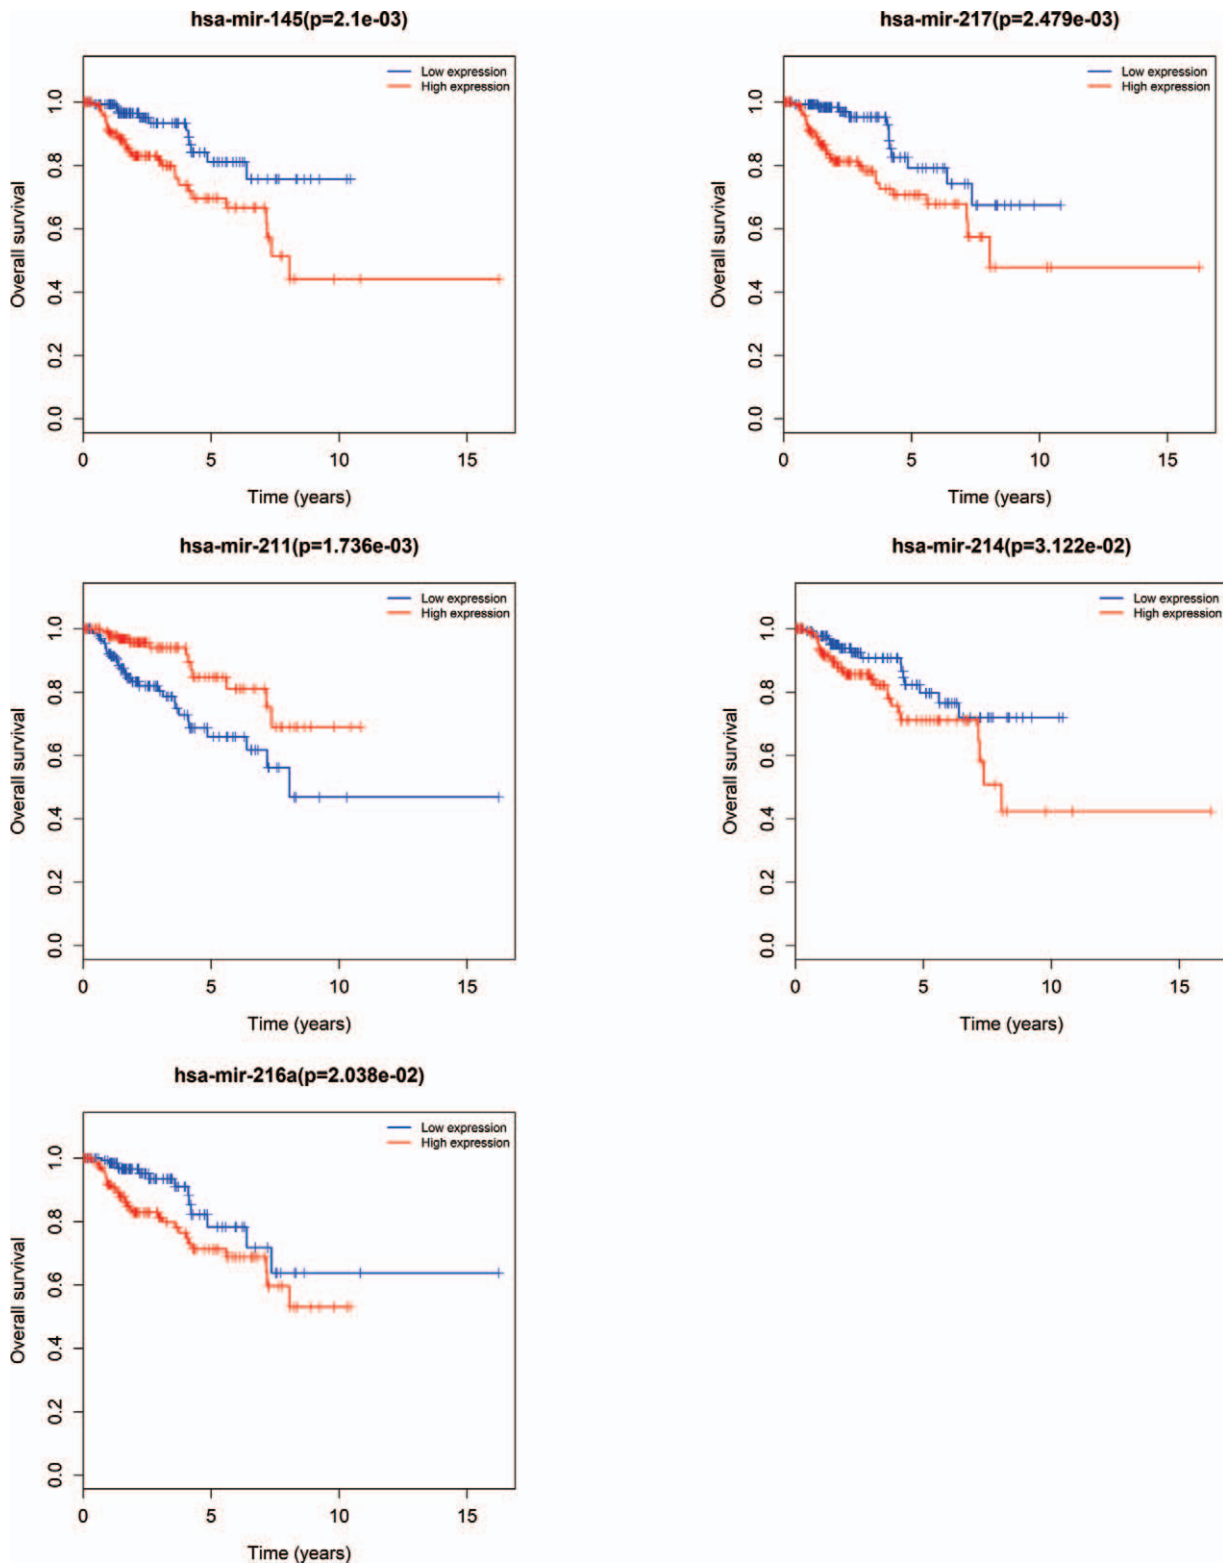 hsa-mir-145(p=2.1e-03)
Low expression
High expression
Overall survival
1.0
0.8
0.6
0.4
0.2
0.0
0 5 10 15
Time (years)
hsa-mir-217(p=2.479e-03)
Low expression
High expression
Overall survival
1.0
0.8
0.6
0.4
0.2
0.0
0 5 10 15
Time (years)
hsa-mir-211(p=1.736e-03)
Low expression
High expression
Overall survival
1.0
0.8
0.6
0.4
0.2
0.0
0 5 10 15
Time (years)
hsa-mir-214(p=3.122e-02)
Low expression
High expression
Overall survival
1.0
0.8
0.6
0.4
0.2
0.0
0 5 10 15
Time (years)
hsa-mir-216a(p=2.038e-02)
Low expression
High expression
Overall survival
1.0
0.8
0.6
0.4
0.2
0.0
0 5 10 15
Time (years)